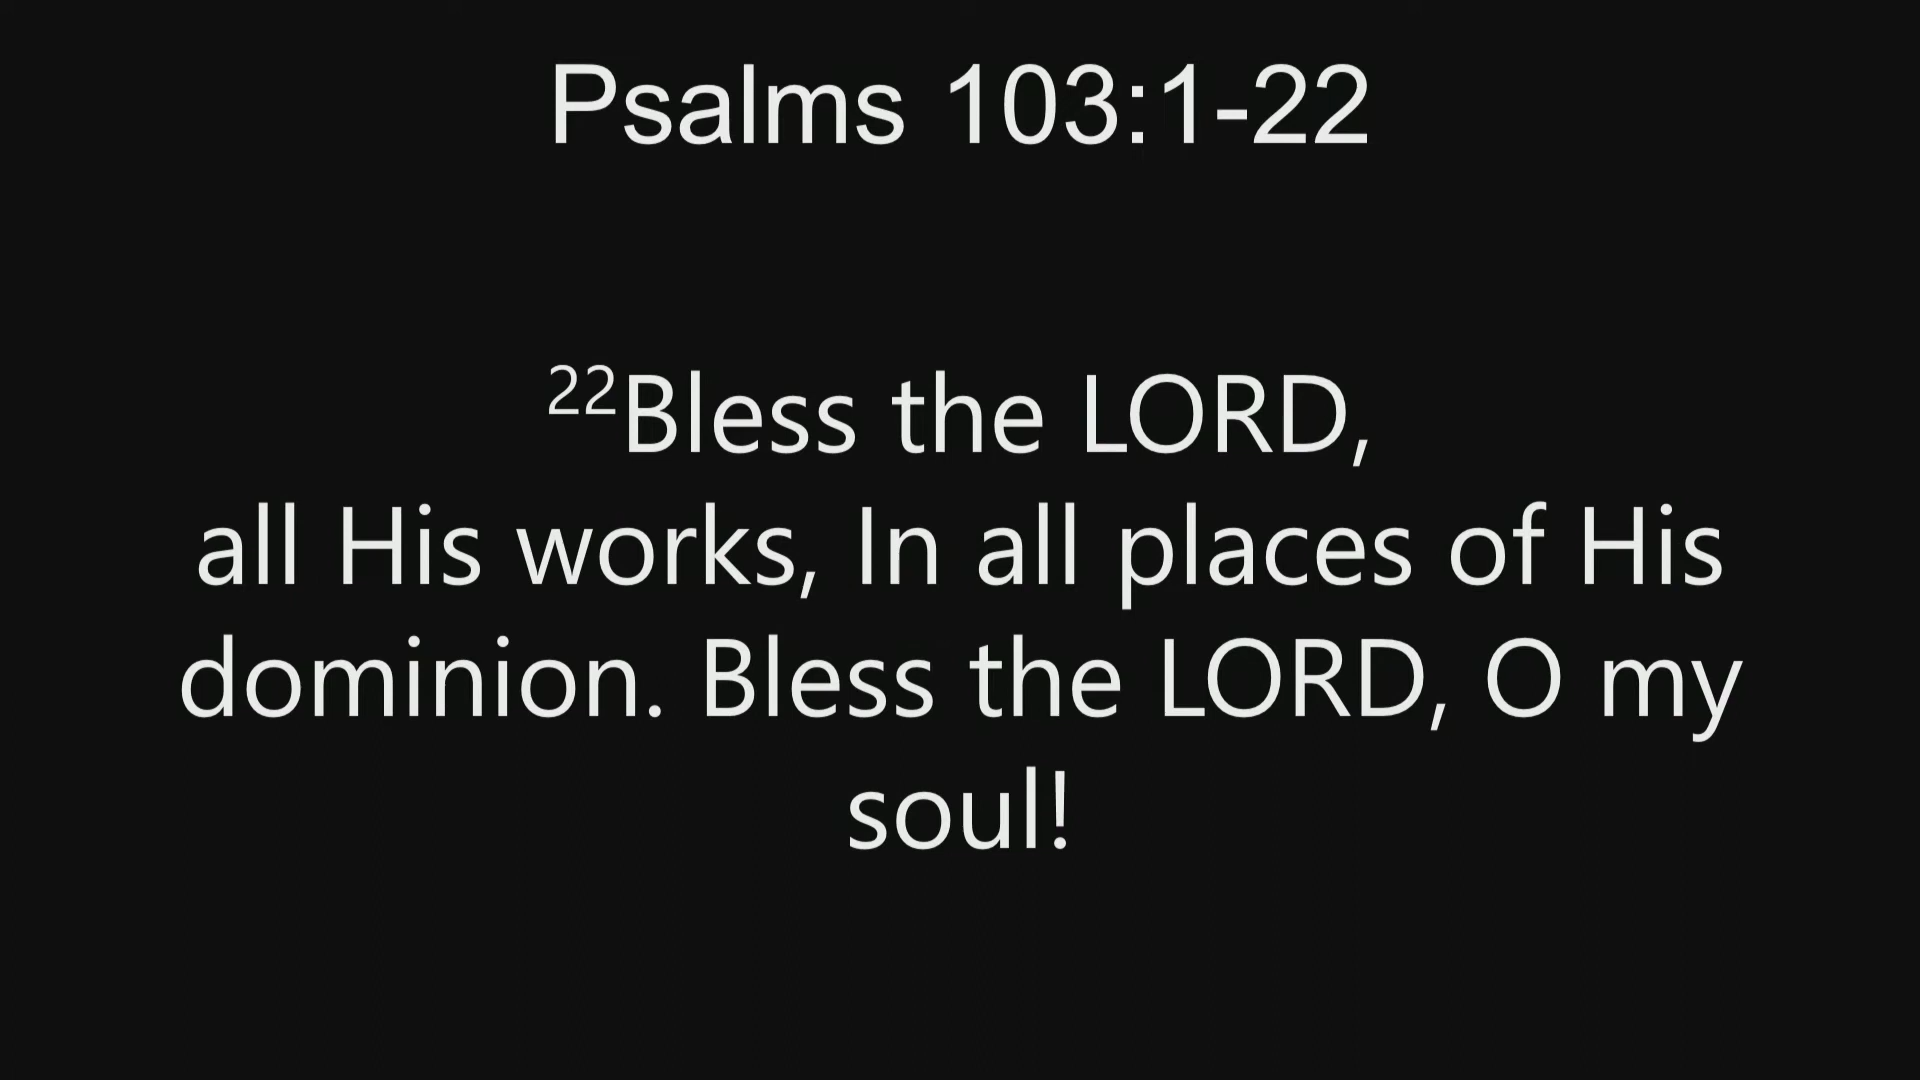 Psalms 103:1-22
22Bless the LORD,
all His works, In all places of His
dominion. Bless the LORD, O my
soul!